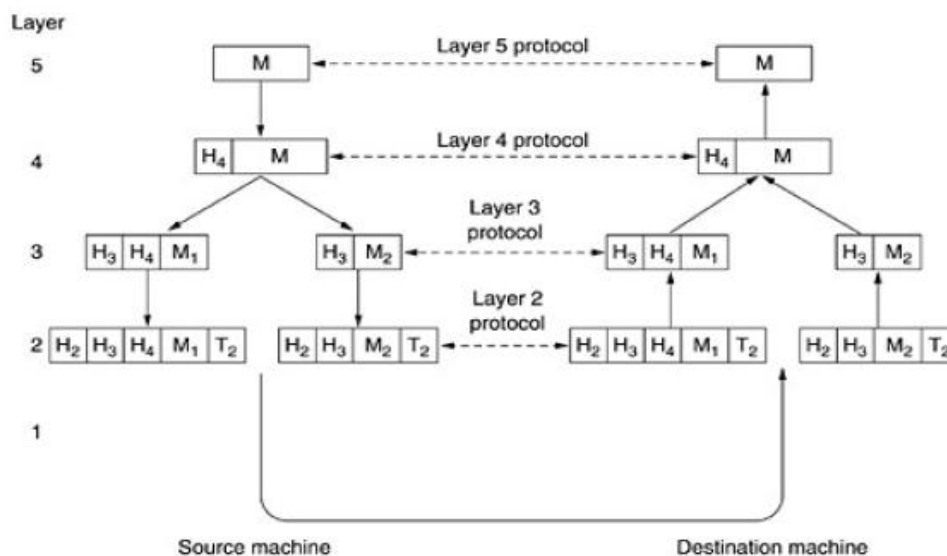 Layer
5
M
Layer 5 protocol
M
4
H₄ M
Layer 4 protocol
H₄ M
3
H₃ H₄ M₁
H₃ M₂
Layer 3
protocol
H₃ H₄ M₁
H₃ M₂
2
H₂ H₃ H₄ M₁ T₂
H₂ H₃ M₂ T₂
Layer 2
protocol
H₂ H₃ H₄ M₁ T₂
H₂ H₃ M₂ T₂
1
Source machine
Destination machine